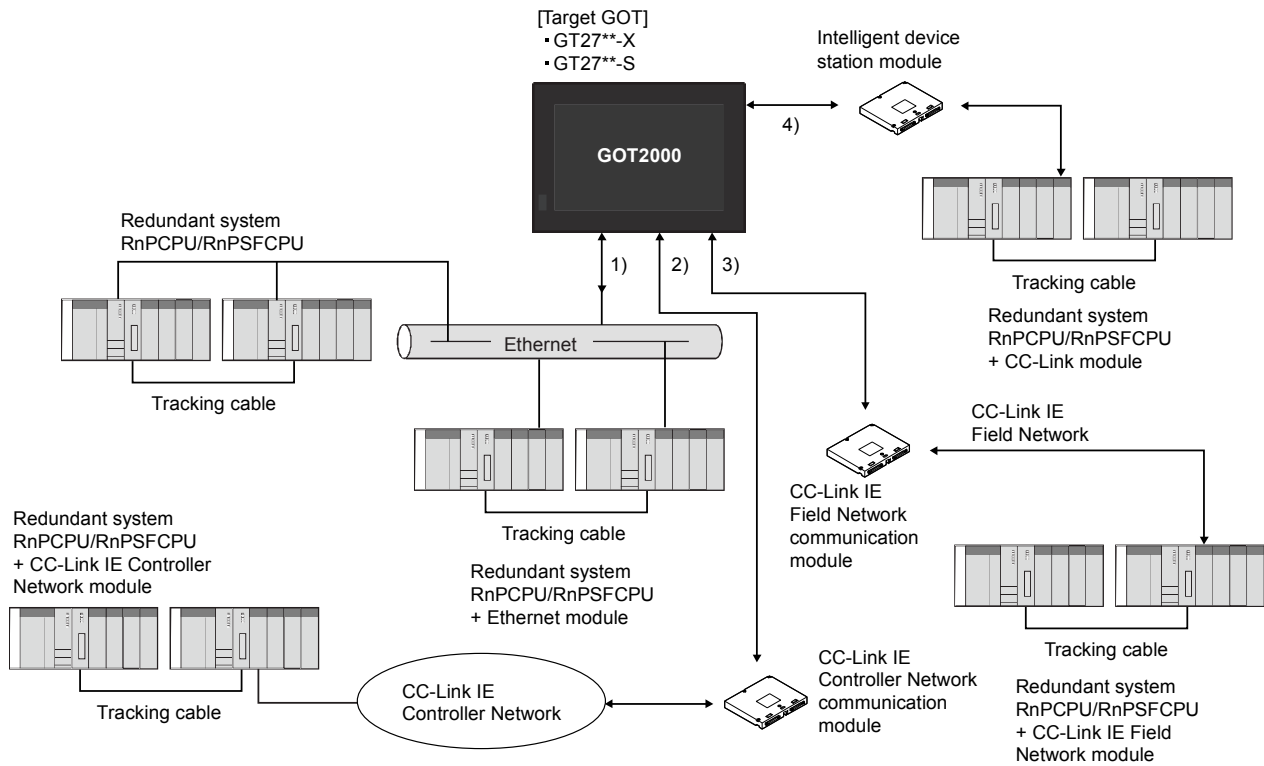 [Target GOT]
▪ GT27**-X
▪ GT27**-S
GOT2000
Intelligent device
station module
4)
1)
2)
3)
Redundant system
RnPCPU/RnPSFCPU
Tracking cable
Ethernet
Tracking cable
Redundant system
RnPCPU/RnPSFCPU
+ Ethernet module
Tracking cable
Redundant system
RnPCPU/RnPSFCPU
+ CC-Link module
CC-Link IE
Field Network
CC-Link IE
Field Network
communication
module
Tracking cable
Redundant system
RnPCPU/RnPSFCPU
+ CC-Link IE Field
Network module
Redundant system
RnPCPU/RnPSFCPU
+ CC-Link IE Controller
Network module
Tracking cable
CC-Link IE
Controller Network
CC-Link IE
Controller Network
communication
module